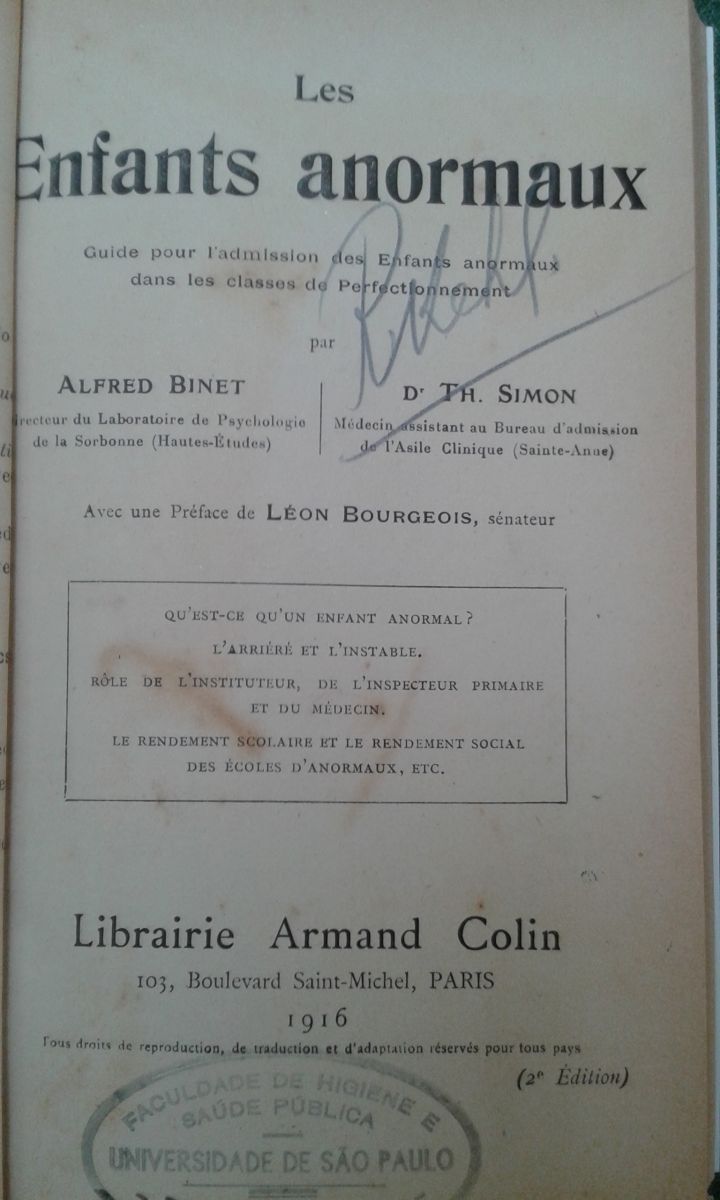 Les
Enfants anormaux
Guide pour l'admission des Enfants anormaux
dans les classes de Perfectionnement
par
ALFRED BINET
Directeur du Laboratoire de Psychologie
de la Sorbonne (Hautes-Études)
Dr TH. SIMON
Médecin assistant au Bureau d'admission
de l'Asile Clinique (Sainte-Anne)
Avec une Préface de LÉON BOURGEOIS, sénateur
QU'EST-CE QU'UN ENFANT ANORMAL ?
L'ARRIÉRÉ ET L'INSTABLE.
RÔLE DE L'INSTITUTEUR, DE L'INSPECTEUR PRIMAIRE
ET DU MÉDECIN.
LE RENDEMENT SCOLAIRE ET LE RENDEMENT SOCIAL
DES ÉCOLES D'ANORMAUX, ETC.
Librairie Armand Colin
103, Boulevard Saint-Michel, PARIS
1916
Tous droits de reproduction, de traduction et d'adaptation réservés pour tous pays
(2e Édition)
FACULDADE DE HIGIENE E
SAÚDE PÚBLICA
UNIVERSIDADE DE SÃO PAULO